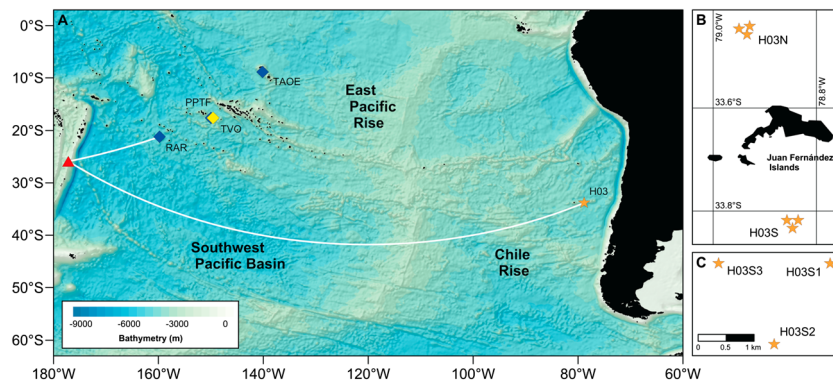 A
0°S
10°S
20°S
30°S
40°S
50°S
60°S
180°W
160°W
140°W
120°W
100°W
80°W
60°W
TAOE
PPTF
TVO
RAR
H03
East
Pacific
Rise
Southwest
Pacific Basin
Chile
Rise
-9000
-6000
-3000
0
Bathymetry (m)
B
79.0°W
78.8°W
H03N
33.6°S
Juan Fernández
Islands
33.8°S
H03S
C
H03S3
H03S1
H03S2
0
0.5
1 km